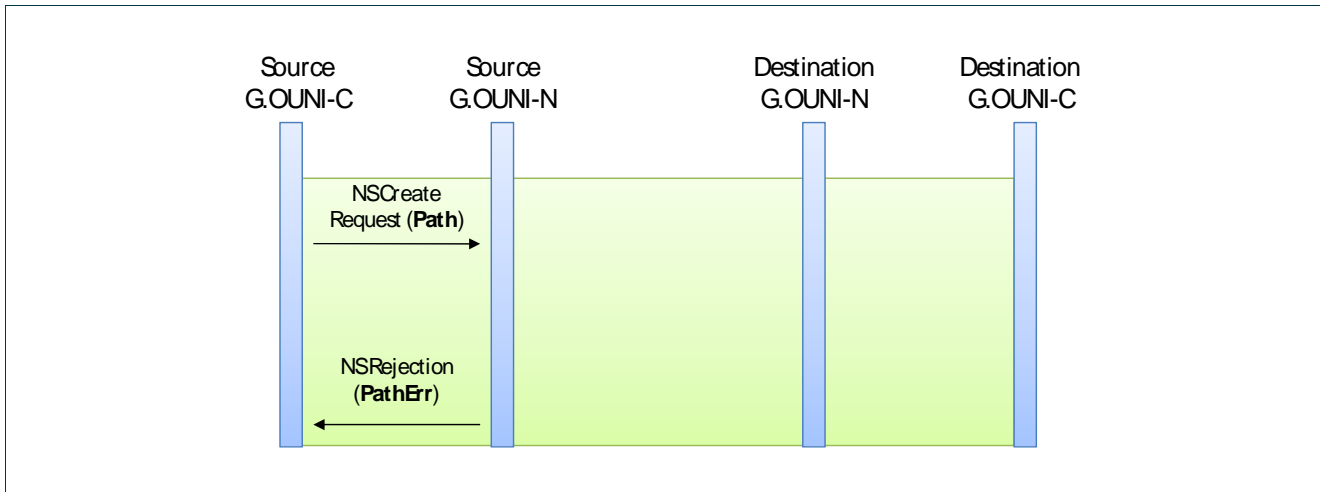 Source
G.OUNI-C
Source
G.OUNI-N
Destination
G.OUNI-N
Destination
G.OUNI-C
NSCreate
Request (Path)
NSRejection
(PathErr)